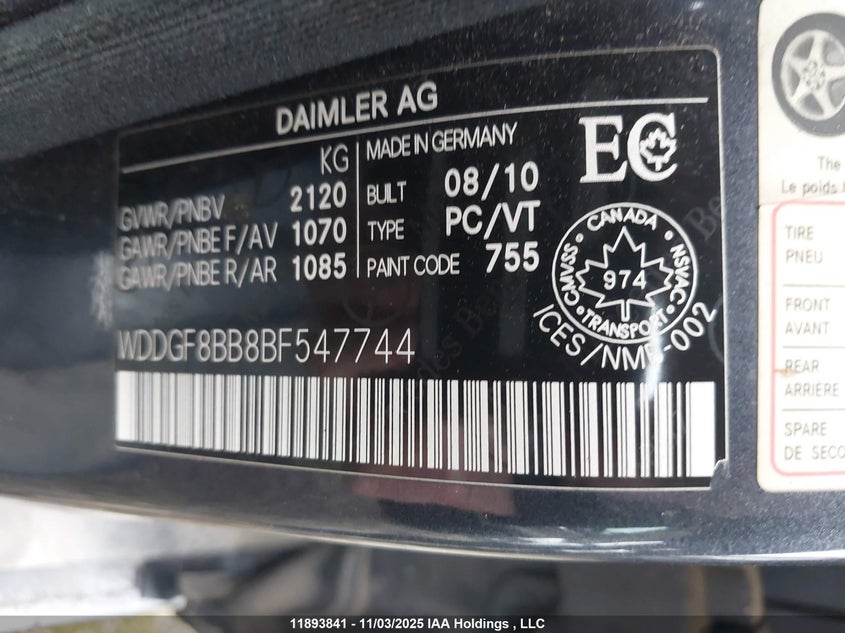 DAIMLER AG
KG
GVWR/PNBV 2120
GAWR/PNBE F/AV 1070
GAWR/PNBE R/AR 1085
MADE IN GERMANY
BUILT 08/10
TYPE PC/VT
PAINT CODE 755
EC
CANADA
CMVSS 974 NSVAC
TRANSPORT
ICES/NMB-002
WDDGF8BB8BF547744
The
Le poids
TIRE
PNEU
FRONT
AVANT
REAR
ARRIÈRE
SPARE
DE SECO
11893841 - 11/03/2025 IAA Holdings , LLC